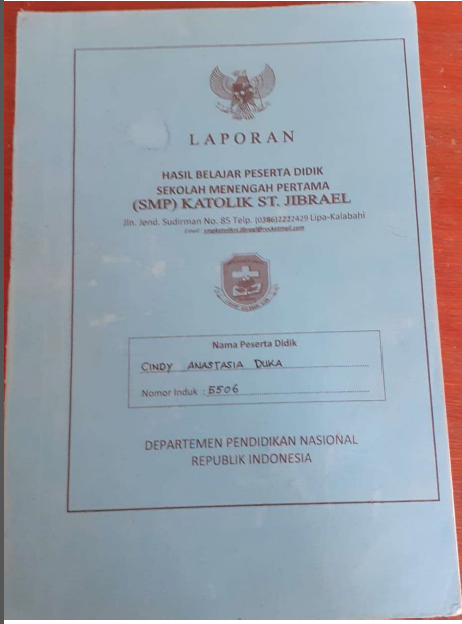 LAPORAN
HASIL BELAJAR PESERTA DIDIK
SEKOLAH MENENGAH PERTAMA
(SMP) KATOLIK ST. JIBRAEL
Jln. Jend. Sudirman No. 85 Telp. (0386)2222429 Lipa-Kalabahi
Email :
Nama Peserta Didik
CINDY ANASTASIA DUKA
Nomor Induk : 5506
DEPARTEMEN PENDIDIKAN NASIONAL
REPUBLIK INDONESIA